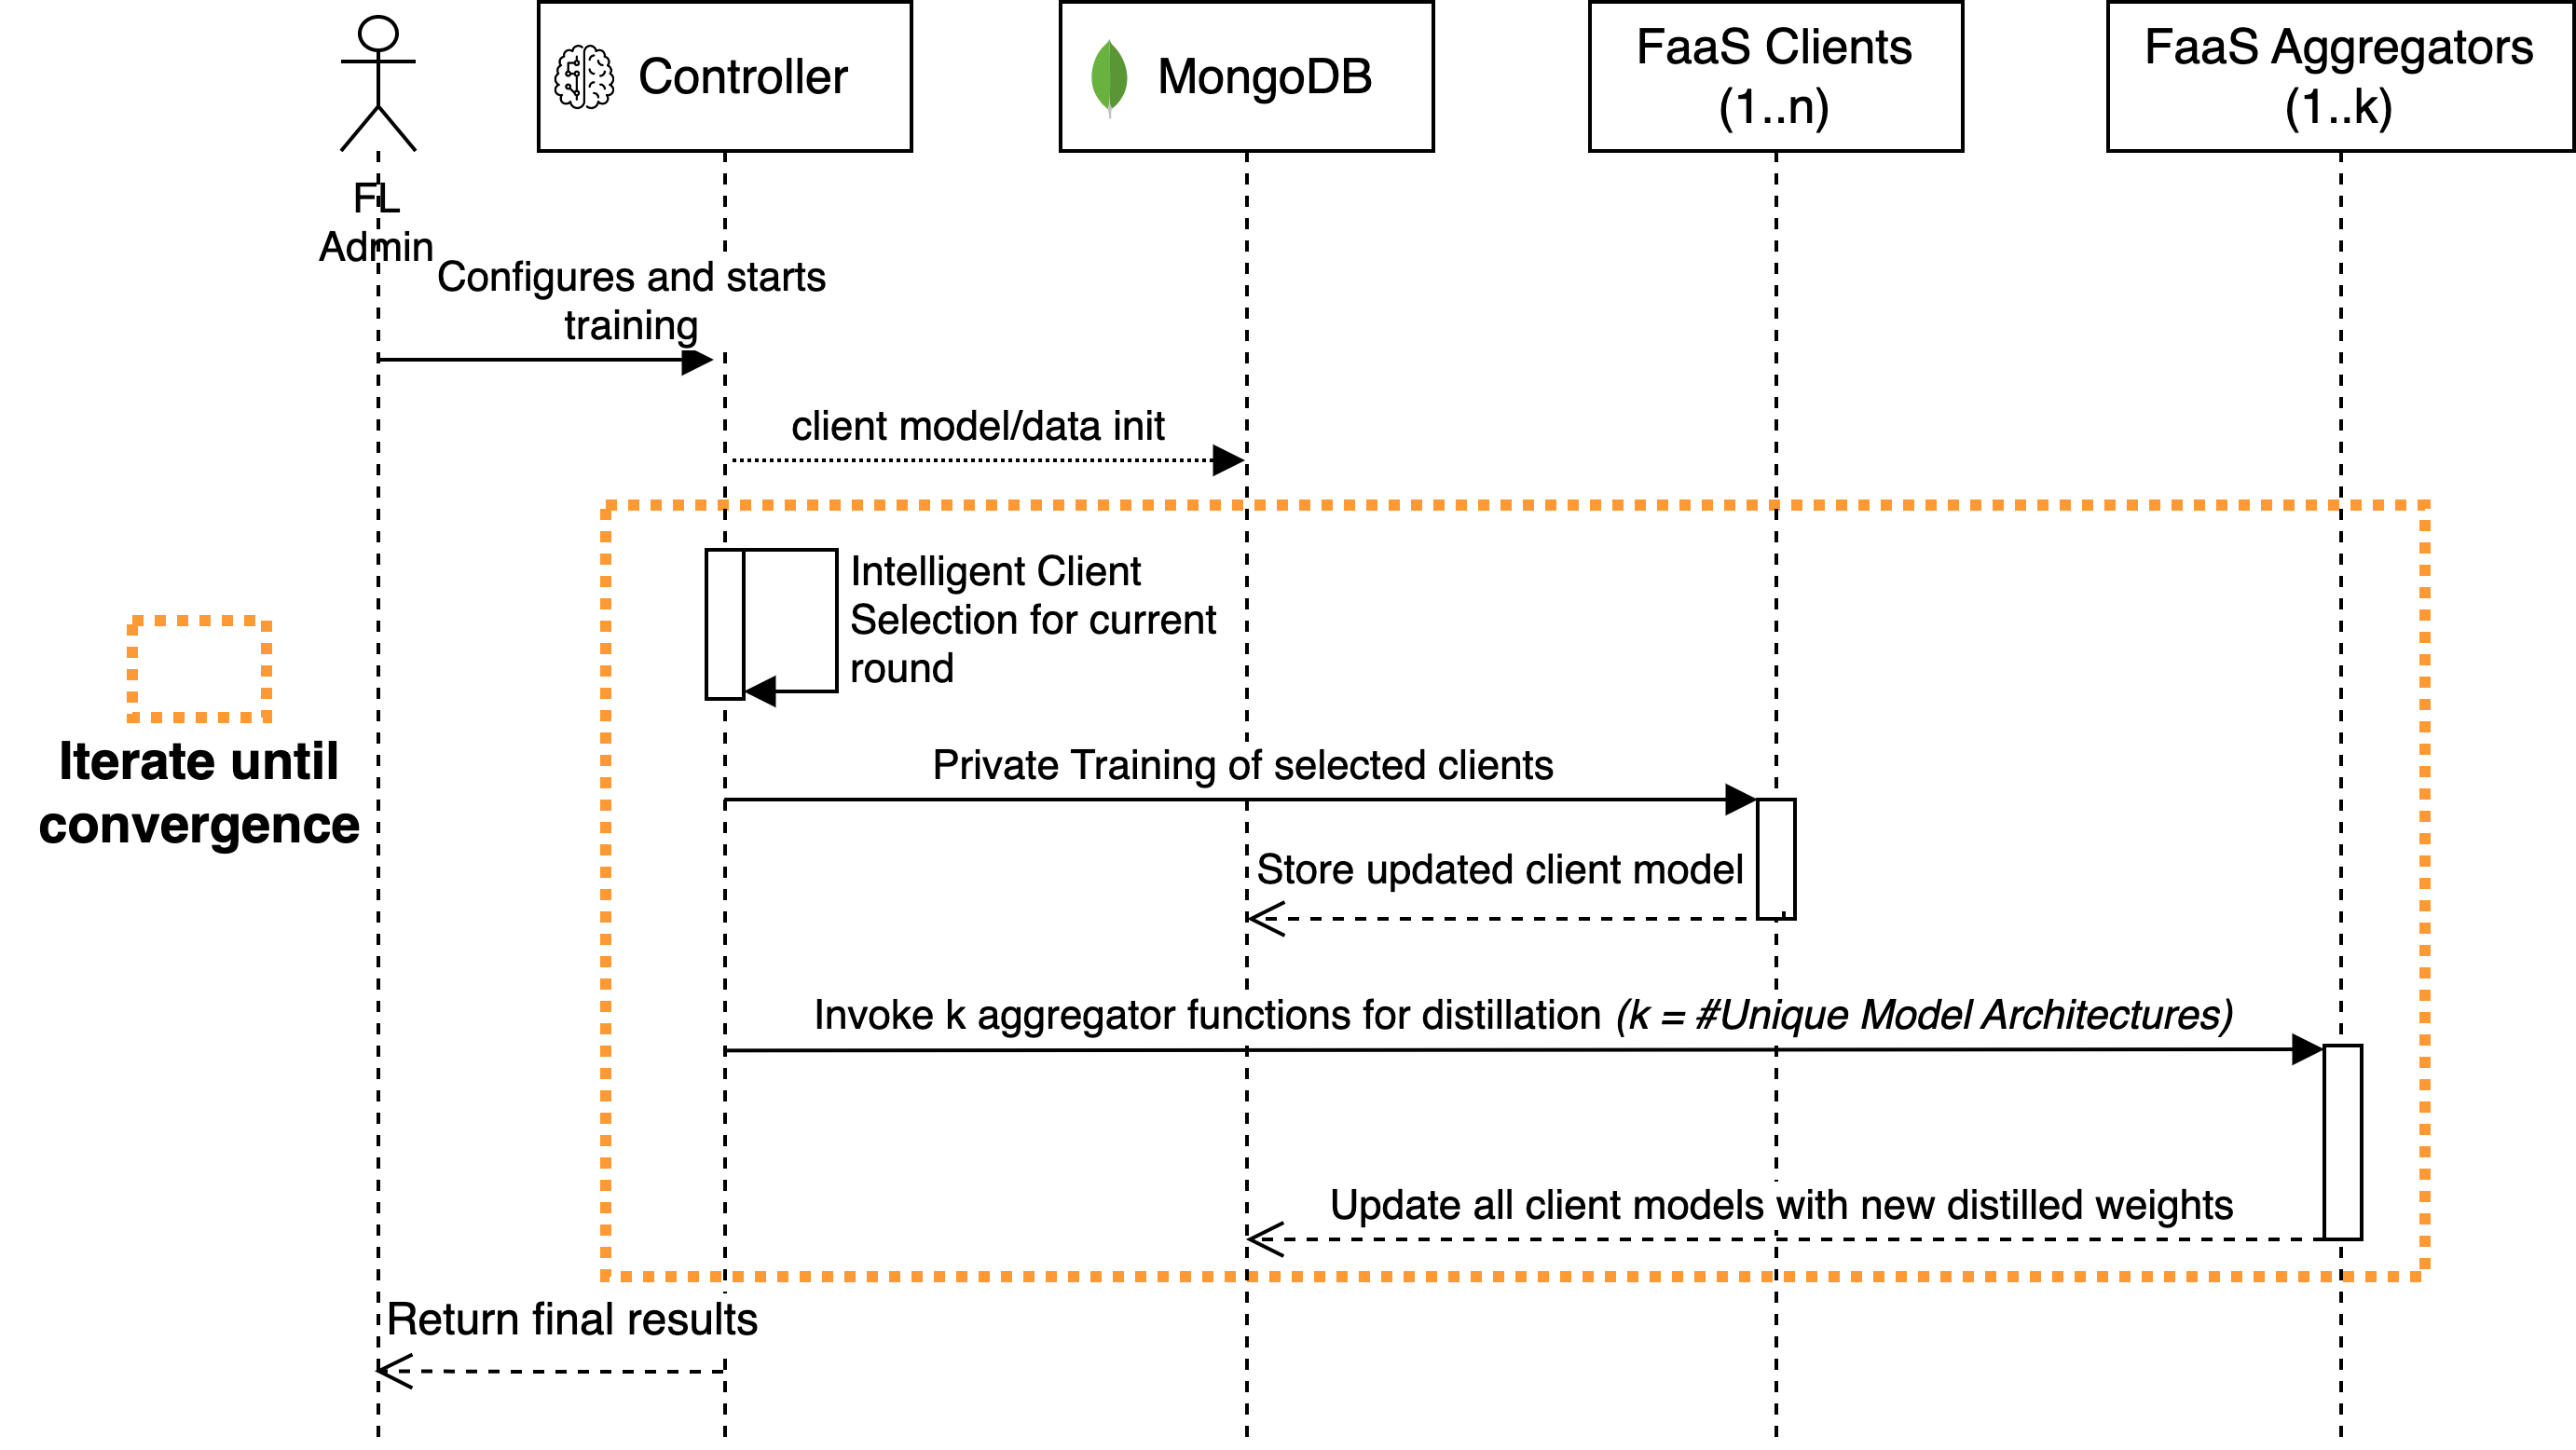 FL
Admin
Controller
MongoDB
FaaS Clients
(1..n)
FaaS Aggregators
(1..k)
Configures and starts
training
client model/data init
Intelligent Client
Selection for current
round
Iterate until
convergence
Private Training of selected clients
Store updated client model
Invoke k aggregator functions for distillation (k = #Unique Model Architectures)
Update all client models with new distilled weights
Return final results